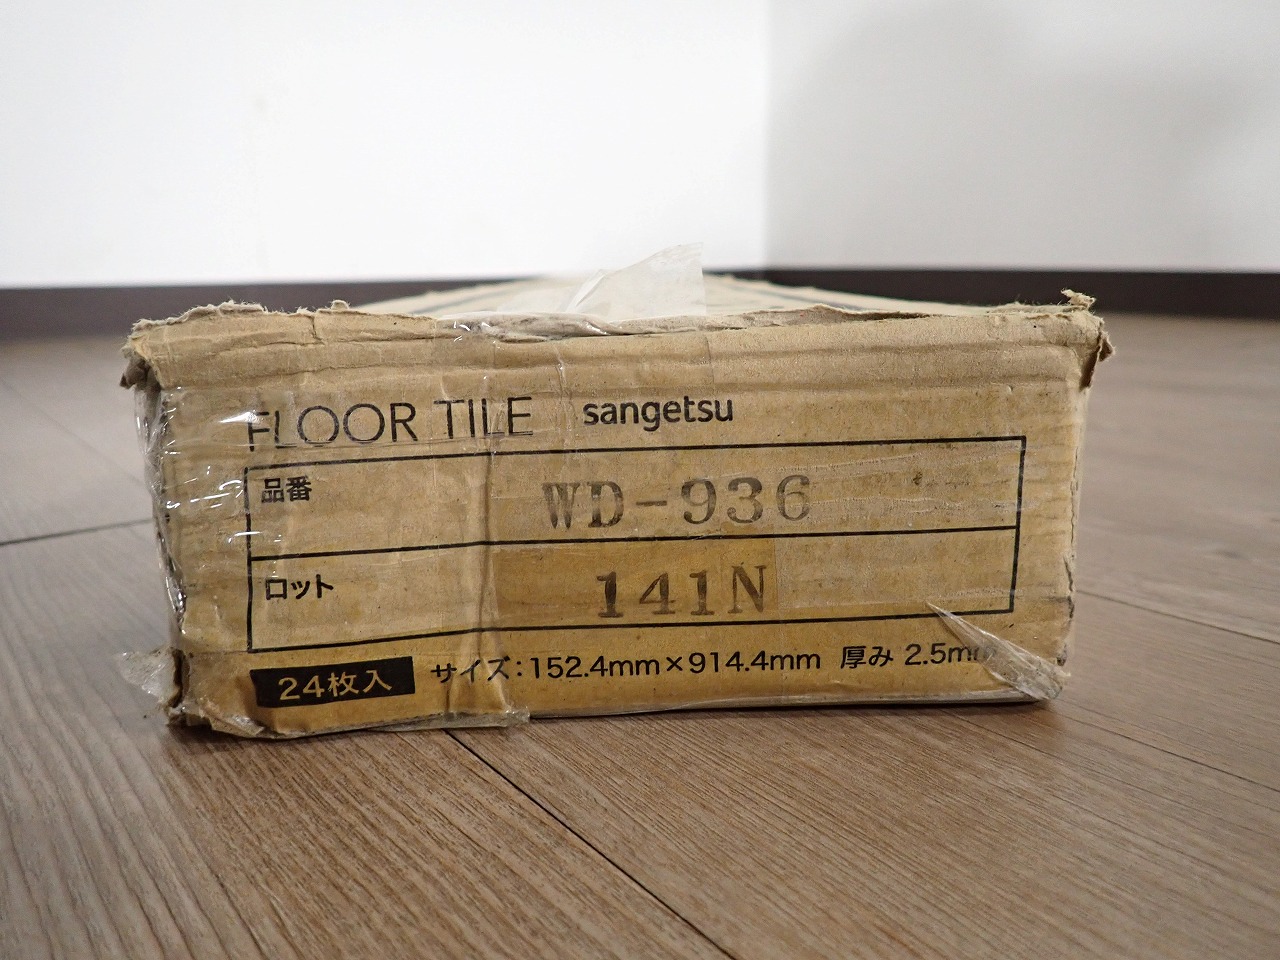 FLOOR TILE sangetsu
品番 WD-936
ロット 141N
24枚入 サイズ:152.4mm×914.4mm 厚み 2.5mm